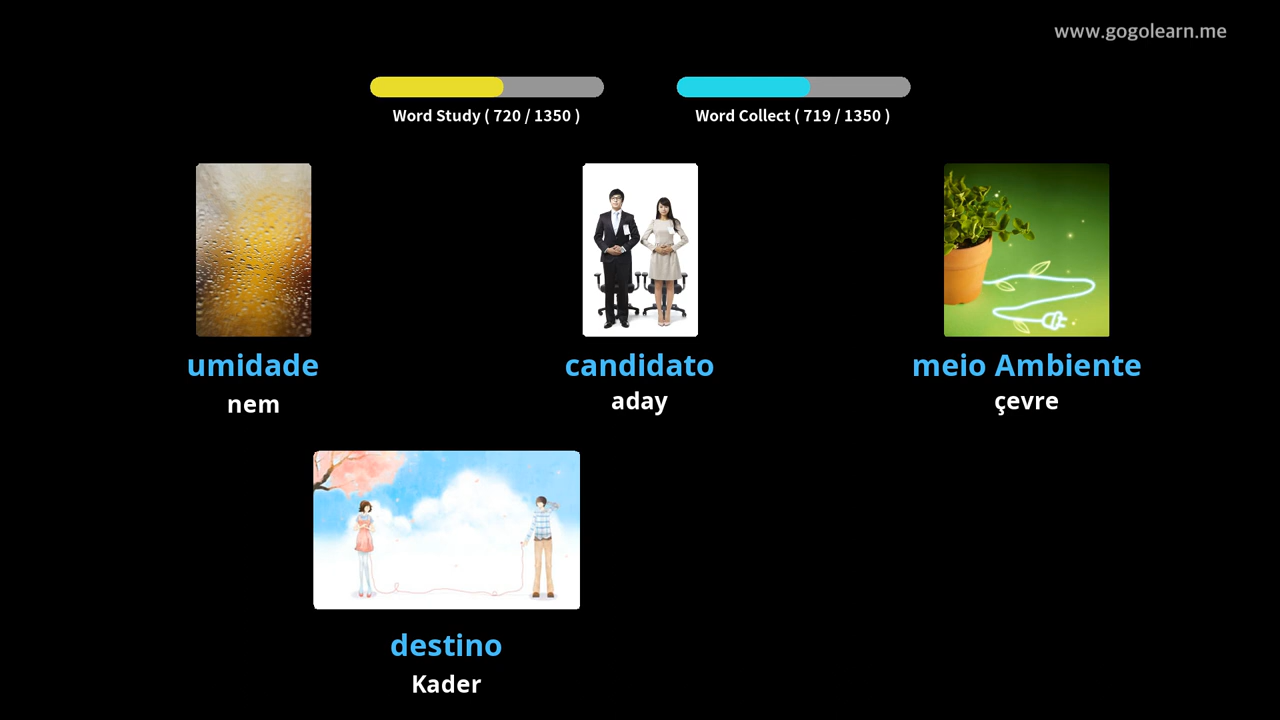 www.gogolearn.me
Word Study ( 720 / 1350 )
Word Collect ( 719 / 1350 )
umidade
nem
candidato
aday
meio Ambiente
çevre
destino
Kader